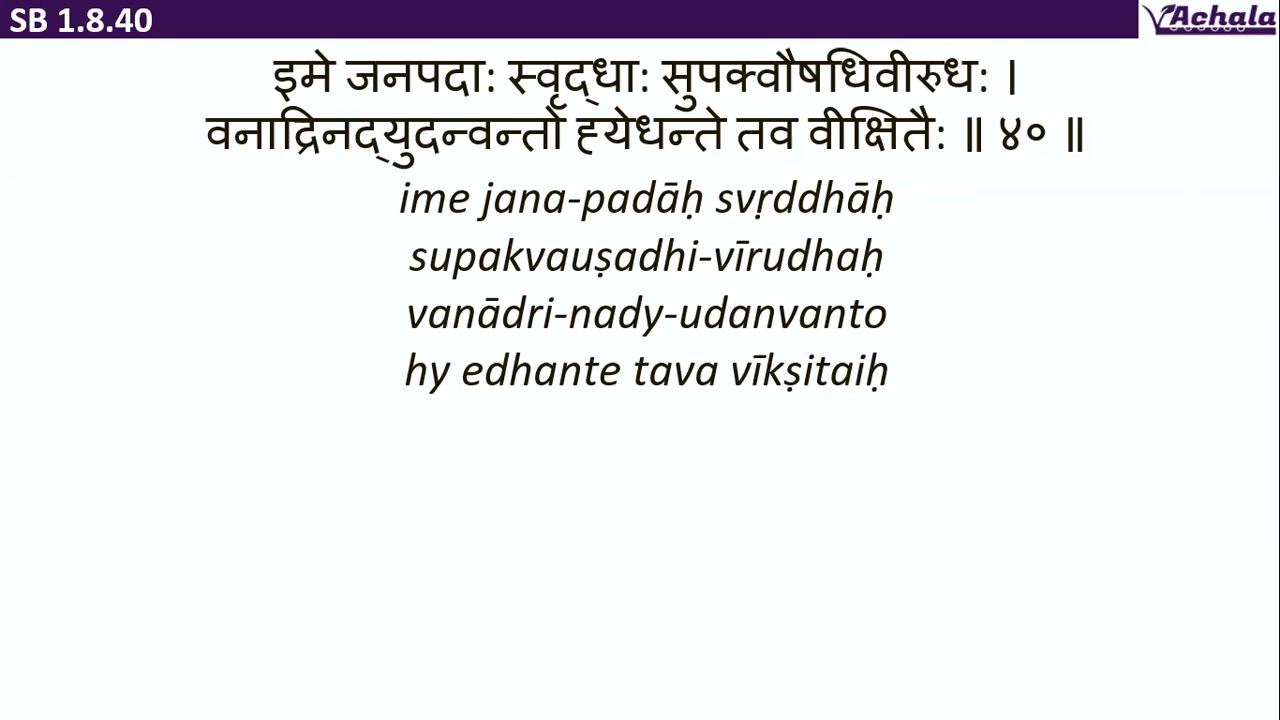 SB 1.8.40
Achala
इमे जनपदाः स्वृद्धाः सुपक्वौषधिवीरुधः ।
वनाद्रिनद्युदन्वन्तो ह्येधन्ते तव वीक्षितैः ॥ ४० ॥
ime jana-padāḥ svṛddhāḥ
supakvauṣadhi-vīrudhaḥ
vanādri-nady-udanvanto
hy edhante tava vīkṣitaiḥ